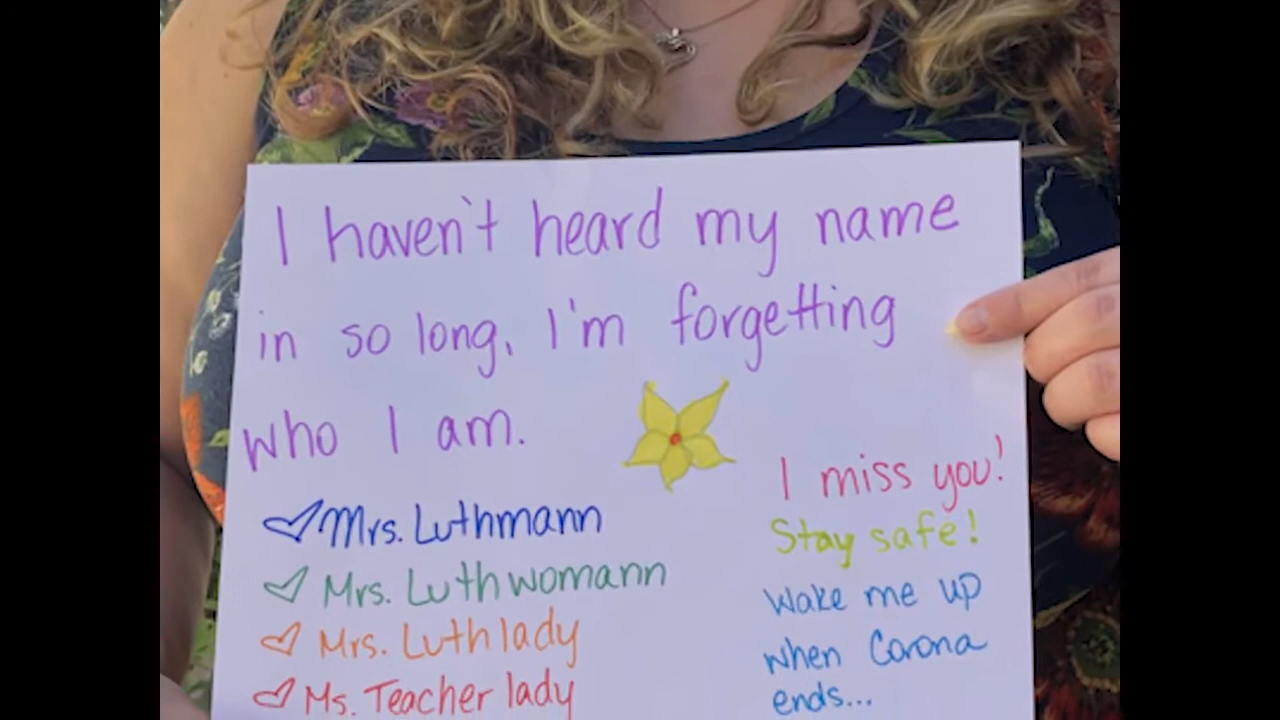 I haven't heard my name
in so long, I'm forgetting
who I am.
Mrs. Luthmann
Mrs. Luthwomann
Mrs. Luthlady
Ms. Teacher lady
I miss you!
Stay safe!
Wake me up
when Corona
ends...